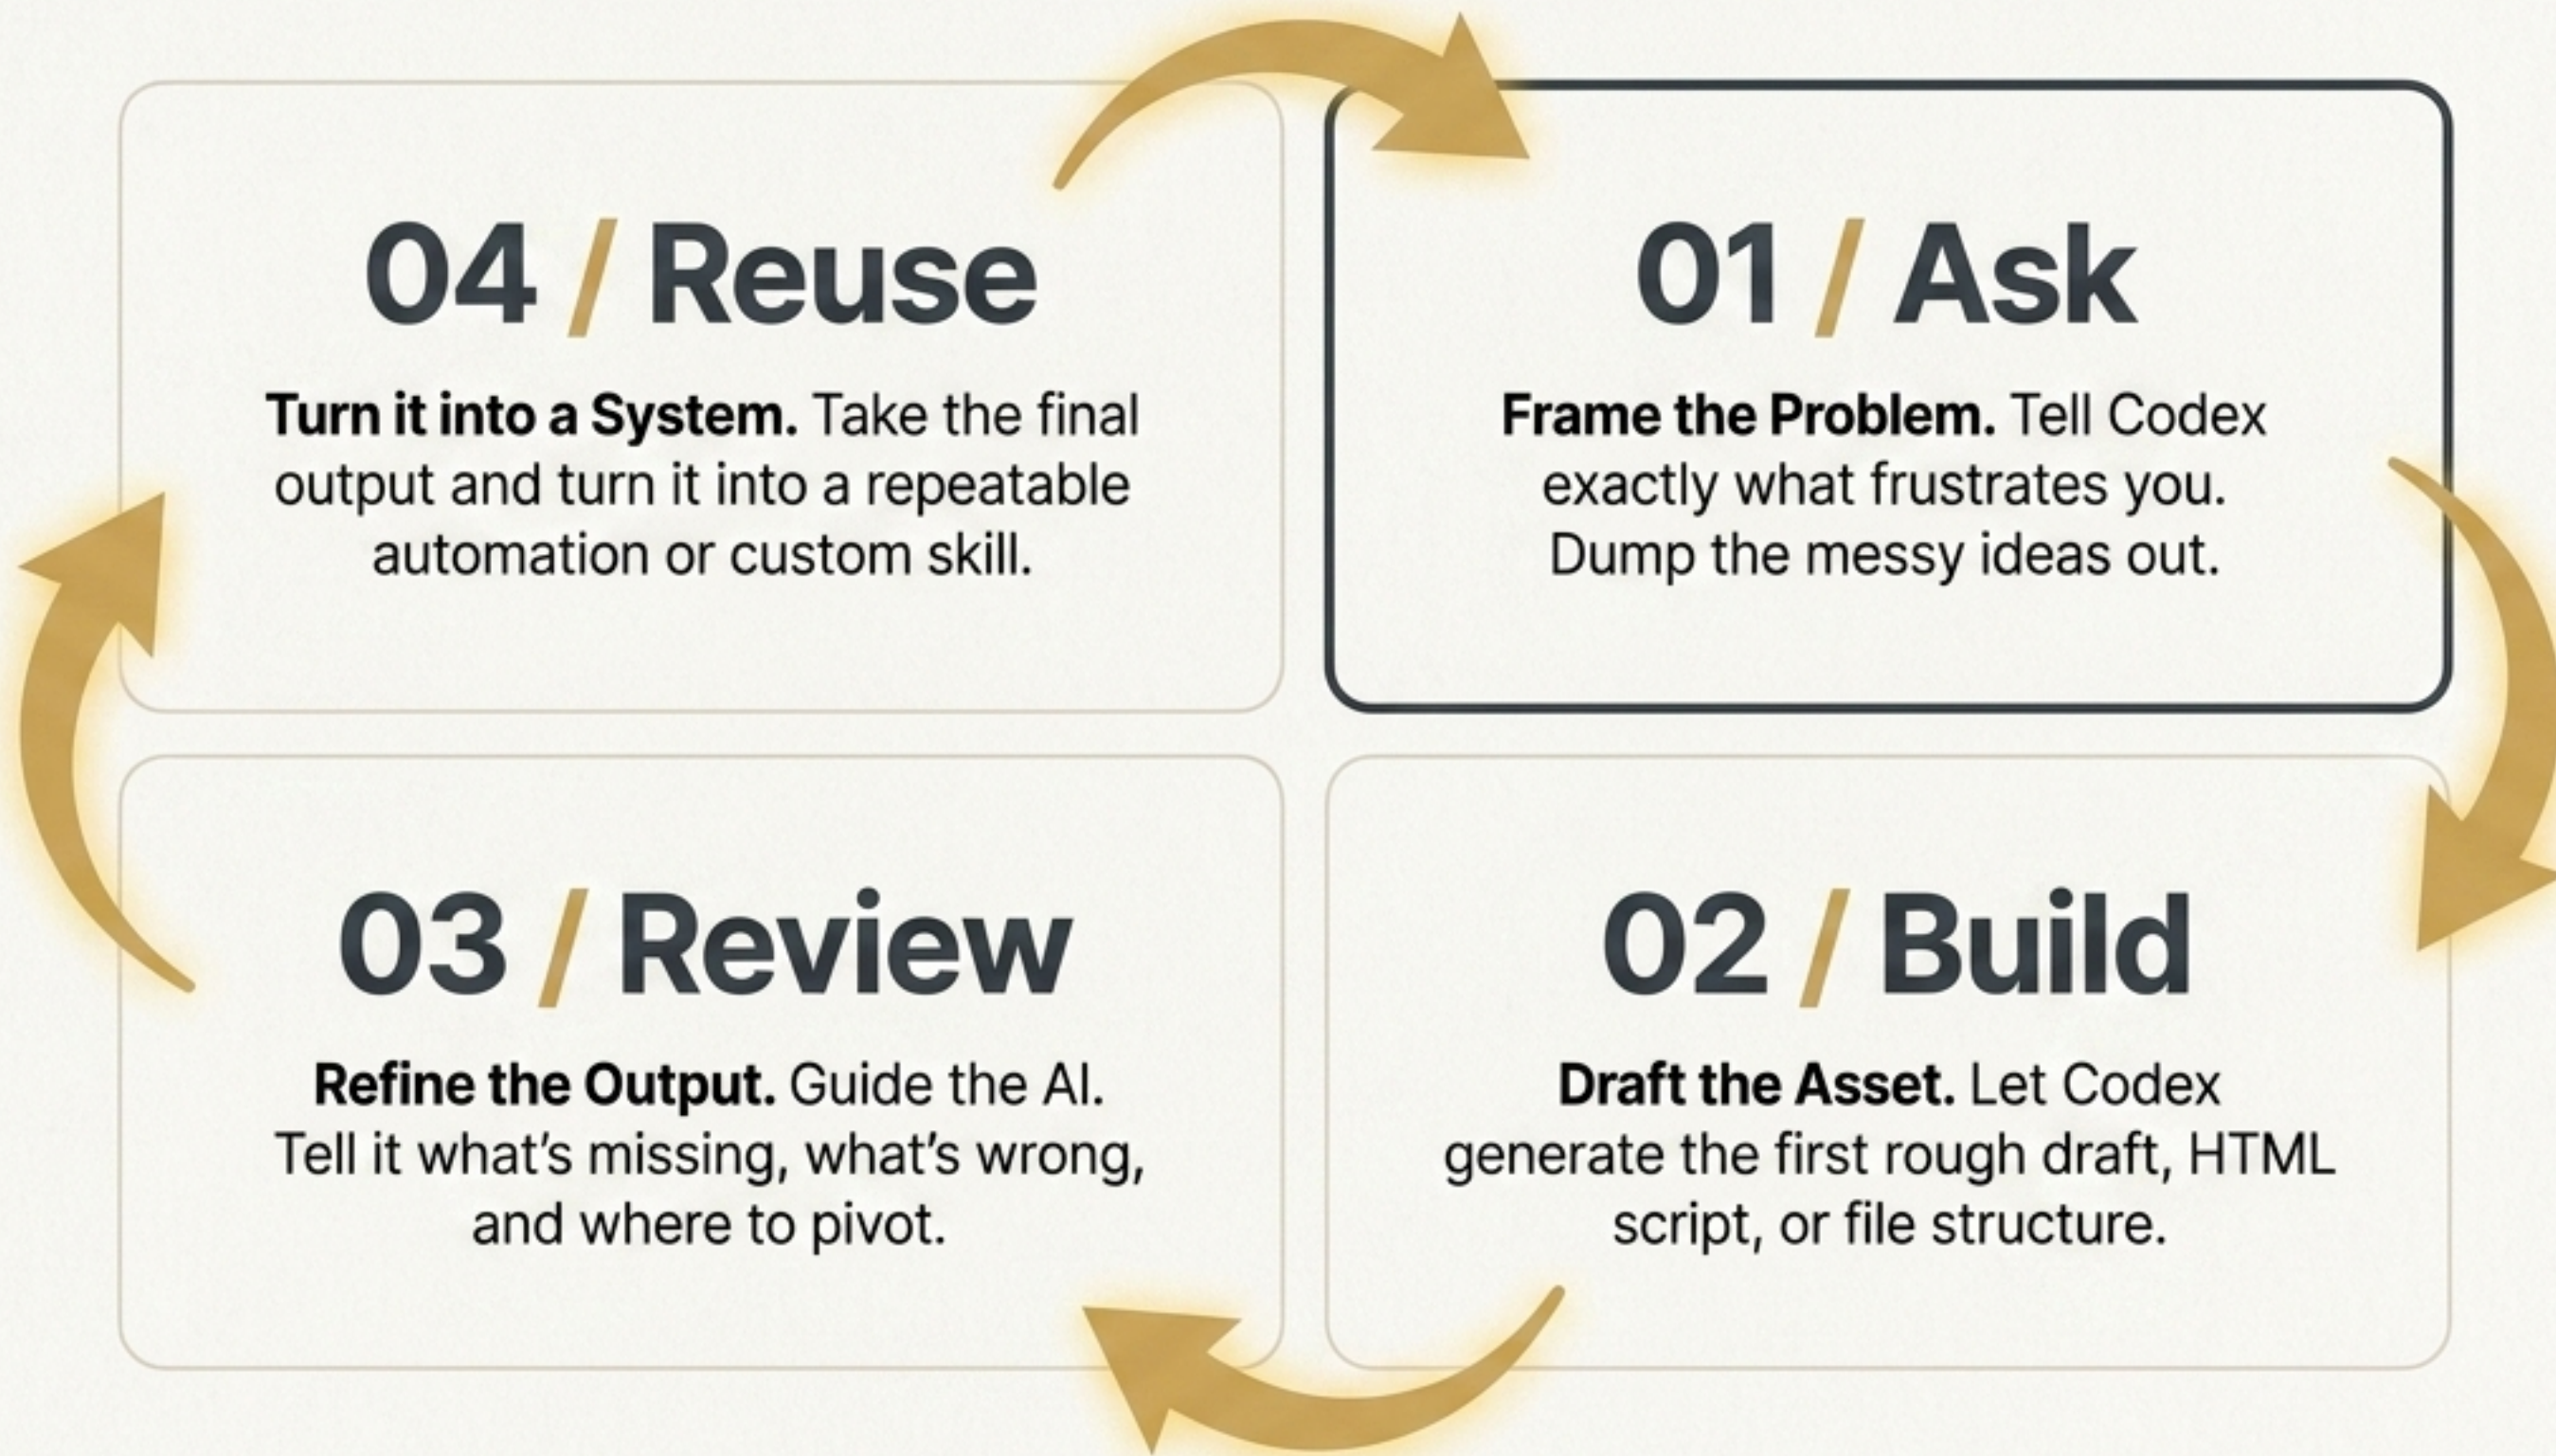 04 / Reuse
Turn it into a System. Take the final
output and turn it into a repeatable
automation or custom skill.
01 / Ask
Frame the Problem. Tell Codex
exactly what frustrates you.
Dump the messy ideas out.
03 / Review
Refine the Output. Guide the AI.
Tell it what’s missing, what’s wrong,
and where to pivot.
02 / Build
Draft the Asset. Let Codex
generate the first rough draft, HTML
script, or file structure.